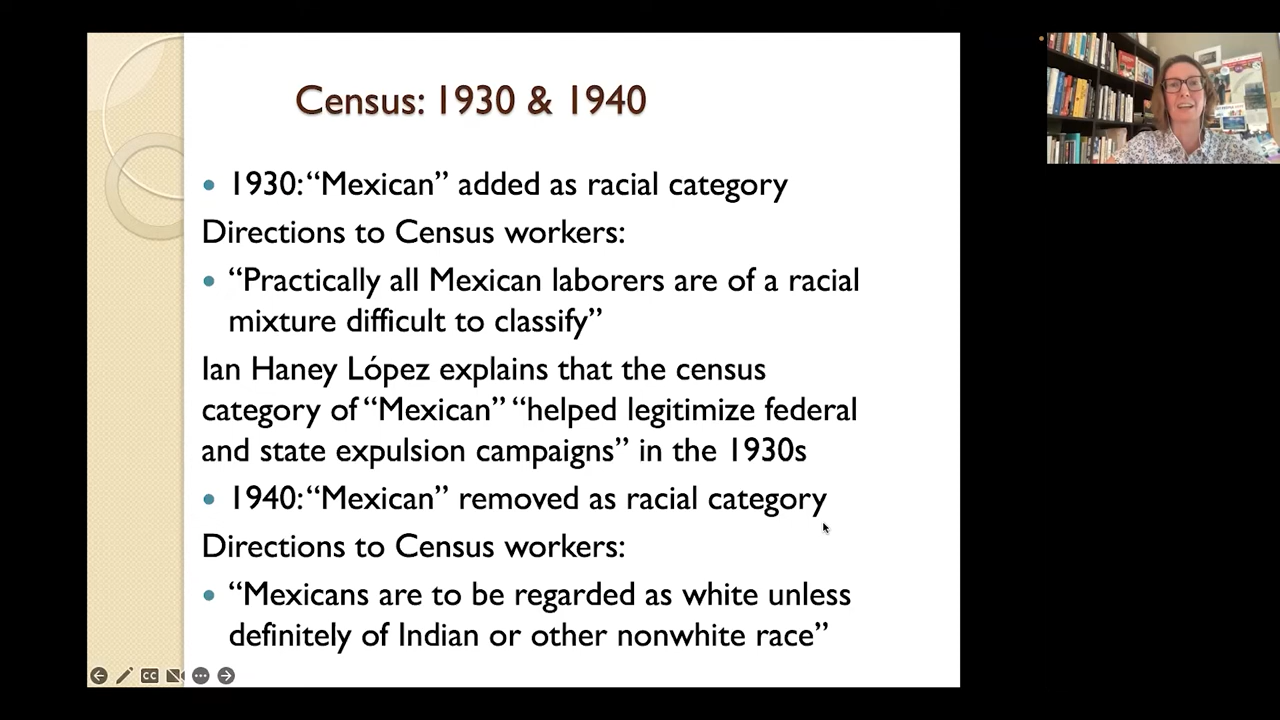 Census: 1930 & 1940
• 1930: “Mexican” added as racial category
Directions to Census workers:
• “Practically all Mexican laborers are of a racial
mixture difficult to classify”
Ian Haney López explains that the census
category of “Mexican” “helped legitimize federal
and state expulsion campaigns” in the 1930s
• 1940: “Mexican” removed as racial category
Directions to Census workers:
• “Mexicans are to be regarded as white unless
definitely of Indian or other nonwhite race”
CC